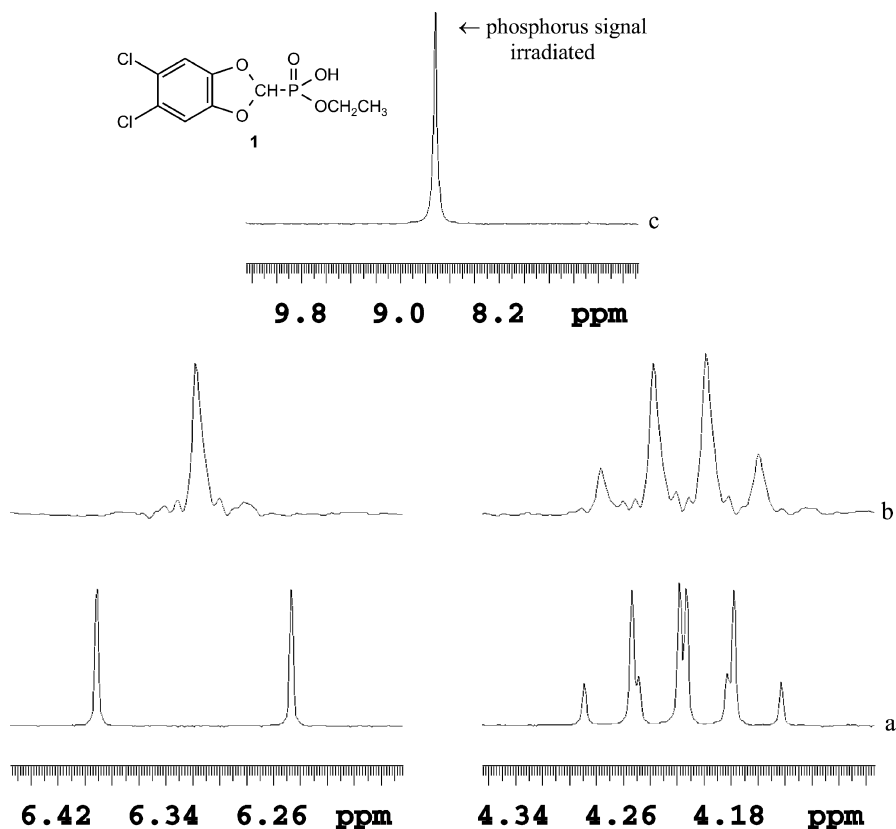 ← phosphorus signal
irradiated
Cl
Cl
O
O
CH
P
O
OH
OCH2CH3
1
c
9.8 9.0 8.2 ppm
b
a
6.42 6.34 6.26 ppm
4.34 4.26 4.18 ppm